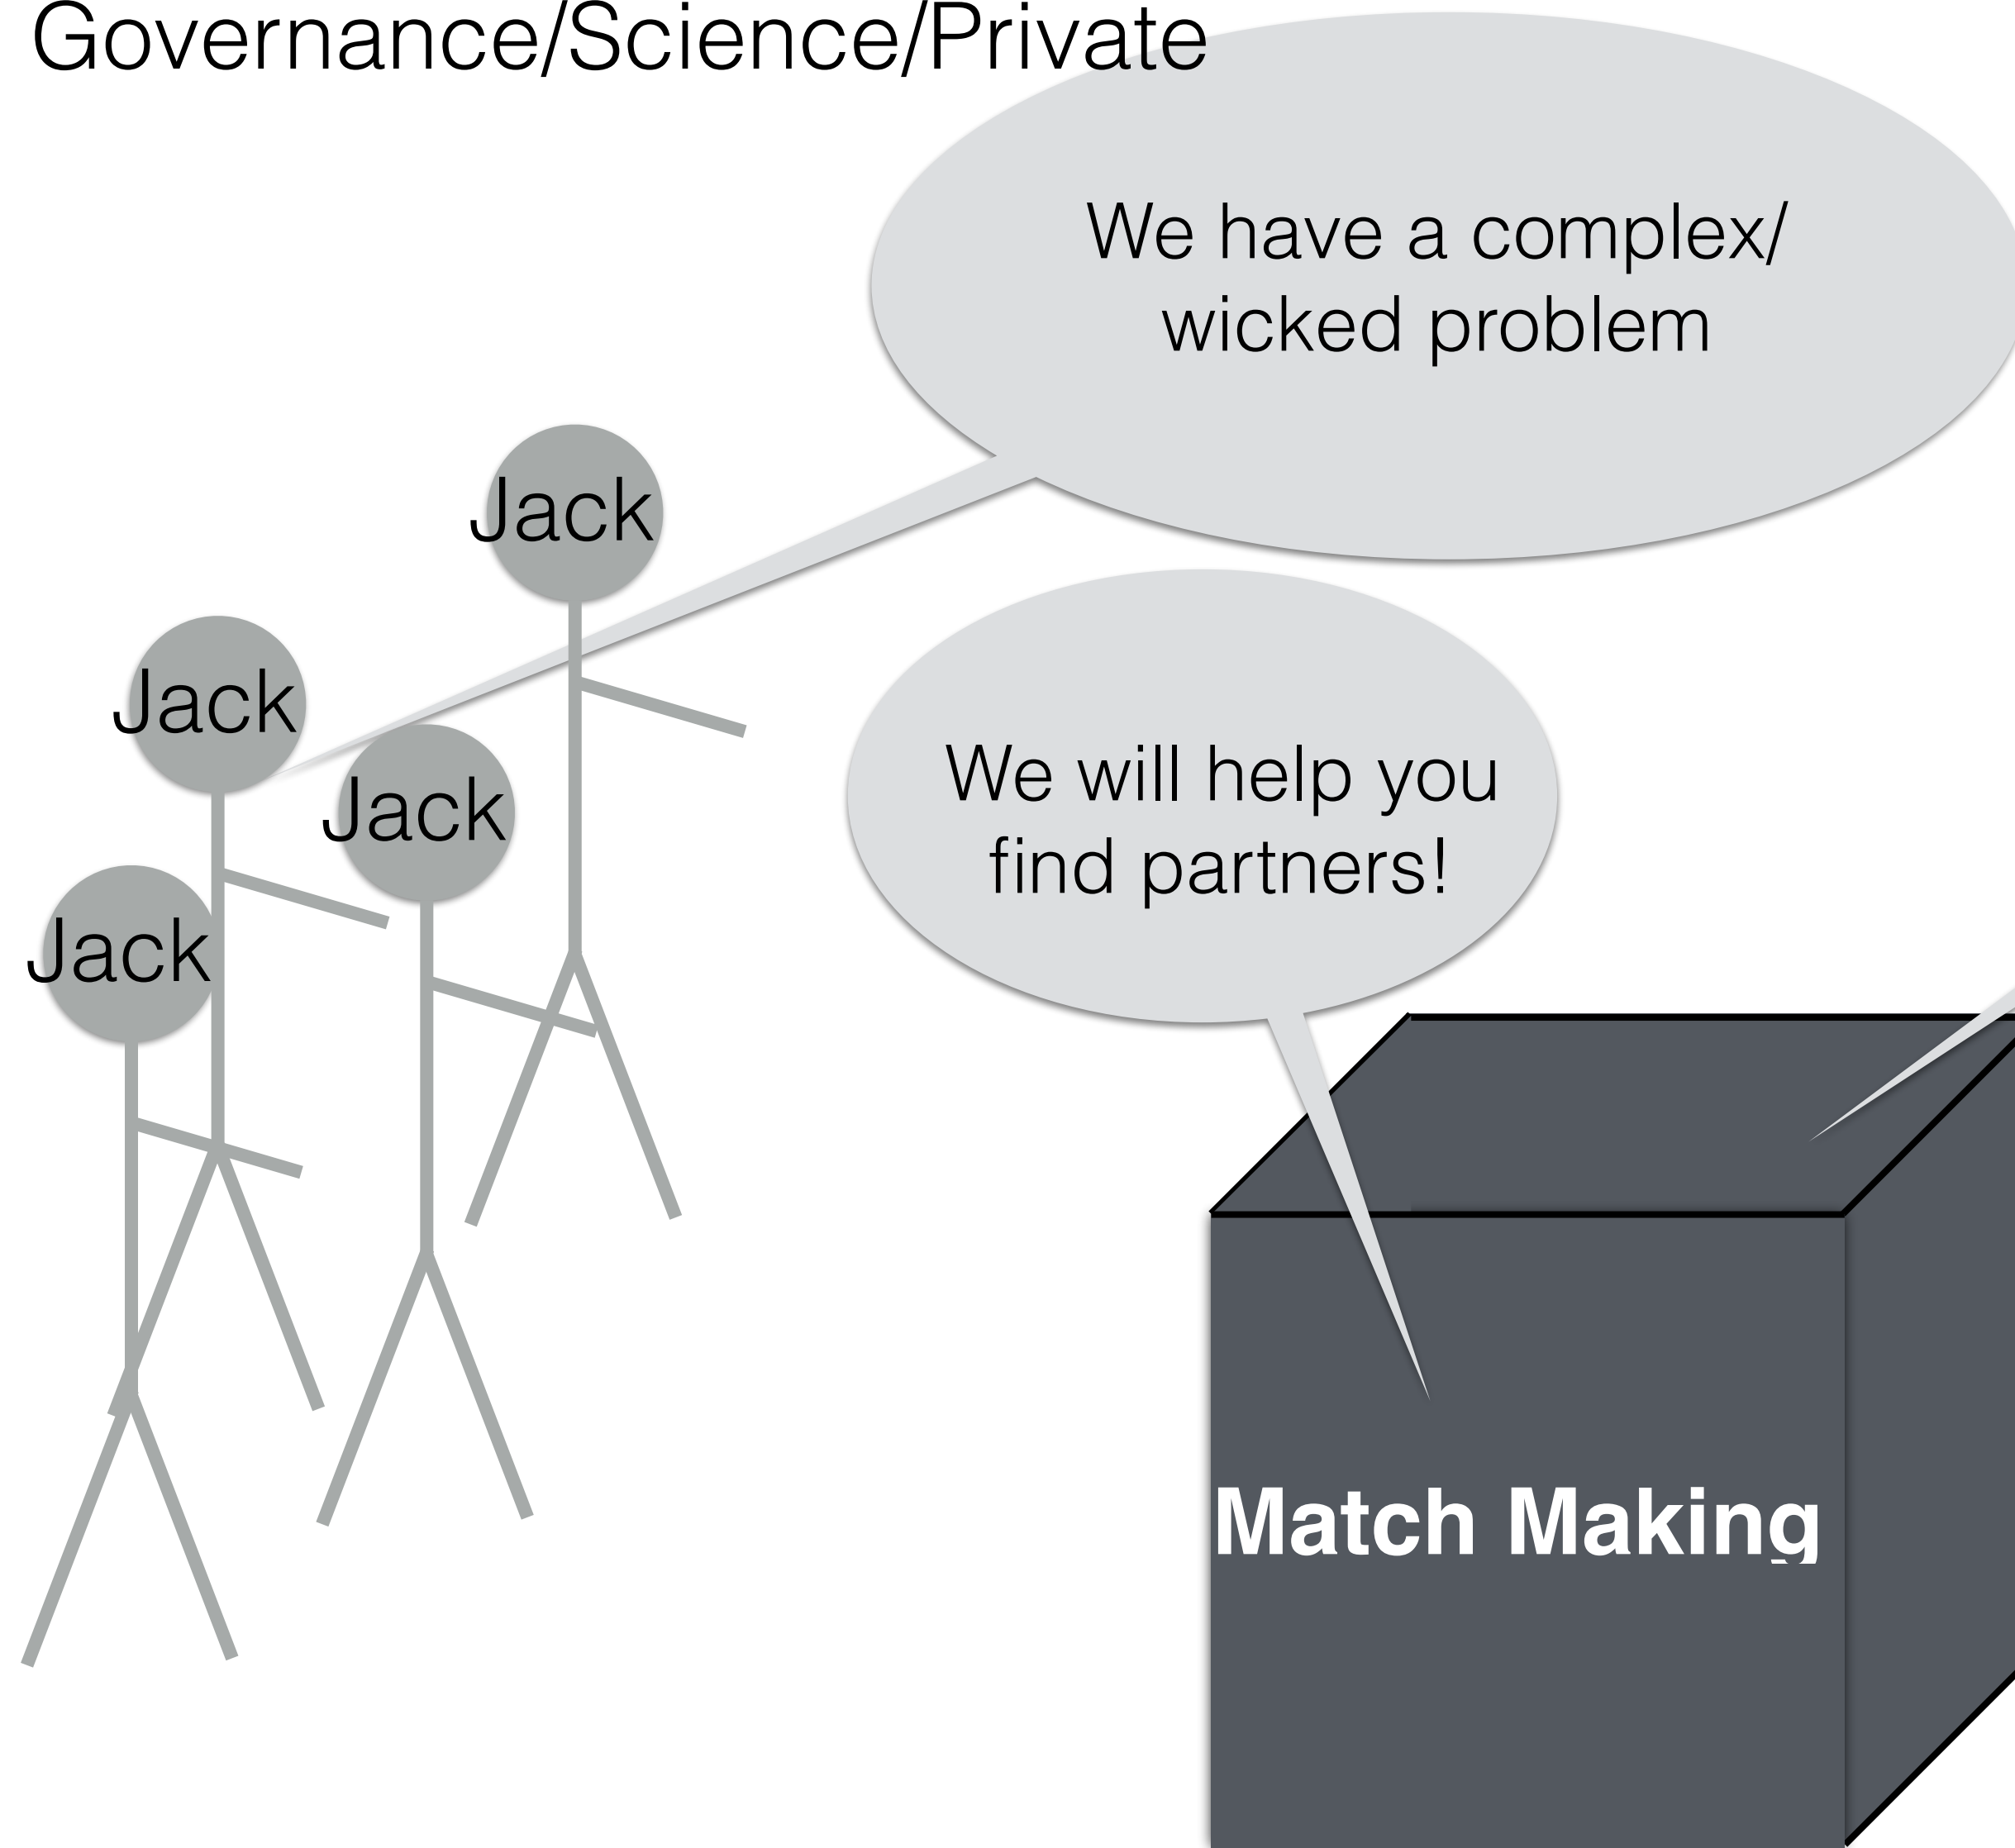 Governance/Science/Private
We have a complex/
wicked problem
Jack
Jack
Jack
Jack
We will help you
find partners!
Match Making